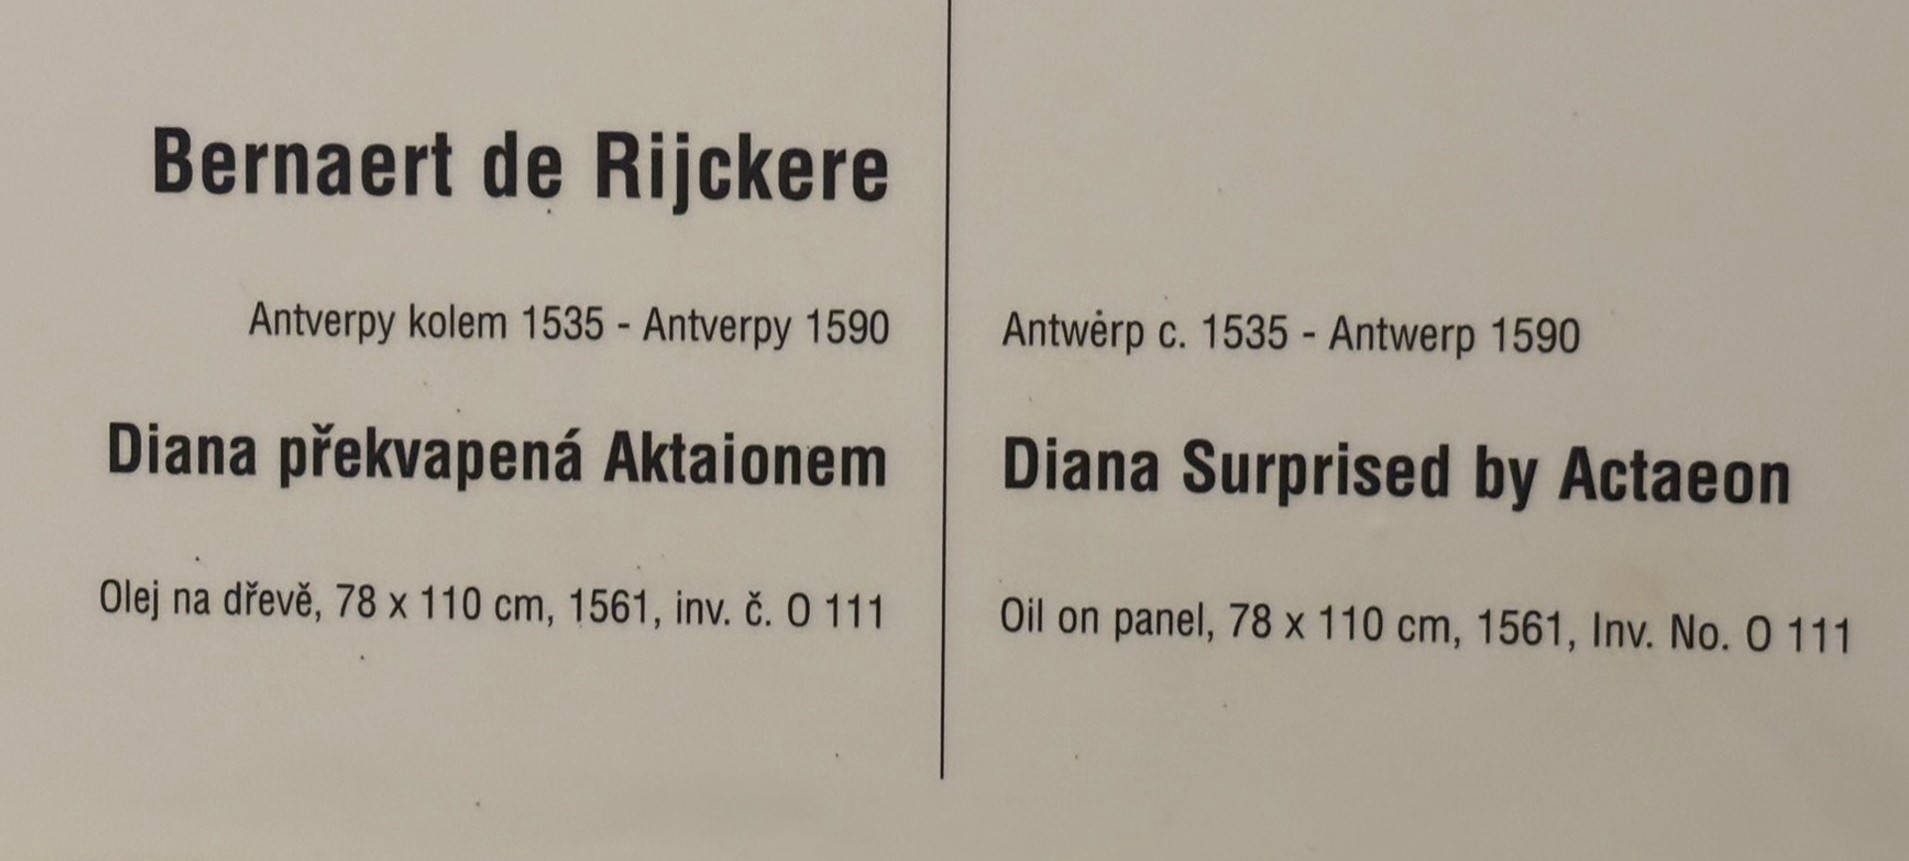 Bernaert de Rijckere
Antverpy kolem 1535 - Antverpy 1590
Diana překvapená Aktaionem
Olej na dřevě, 78 x 110 cm, 1561, inv. č. O 111
Antwerp c. 1535 - Antwerp 1590
Diana Surprised by Actaeon
Oil on panel, 78 x 110 cm, 1561, Inv. No. O 111